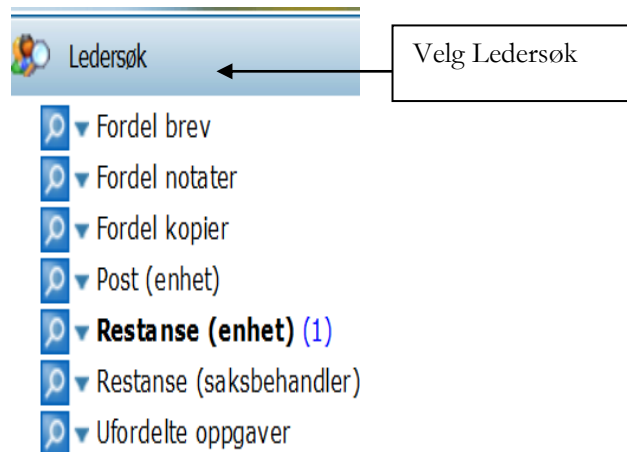 Ledersøk
Velg Ledersøk
Fordel brev
Fordel notater
Fordel kopier
Post (enhet)
Restanse (enhet) (1)
Restanse (saksbehandler)
Ufordelte oppgaver